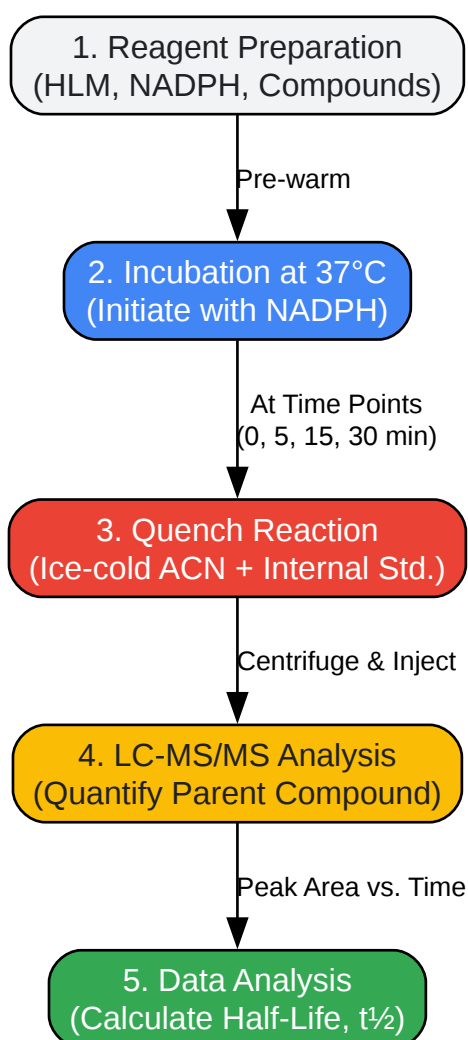 1. Reagent Preparation
(HLM, NADPH, Compounds)
Pre-warm
2. Incubation at 37°C
(Initiate with NADPH)
At Time Points
(0, 5, 15, 30 min)
3. Quench Reaction
(Ice-cold ACN + Internal Std.)
Centrifuge & Inject
4. LC-MS/MS Analysis
(Quantify Parent Compound)
Peak Area vs. Time
5. Data Analysis
(Calculate Half-Life, t½)